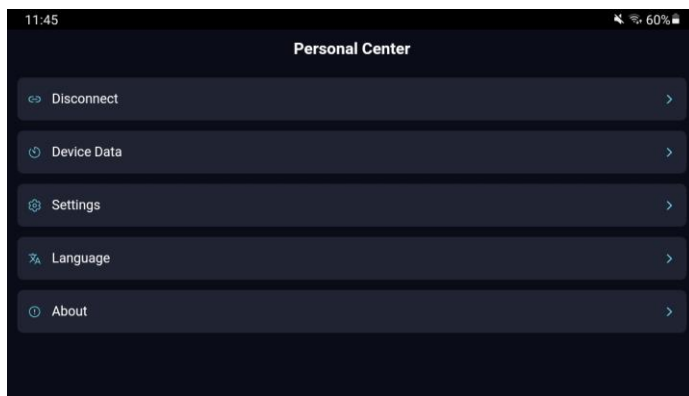 11:45 60%
Personal Center
Disconnect
Device Data
Settings
Language
About